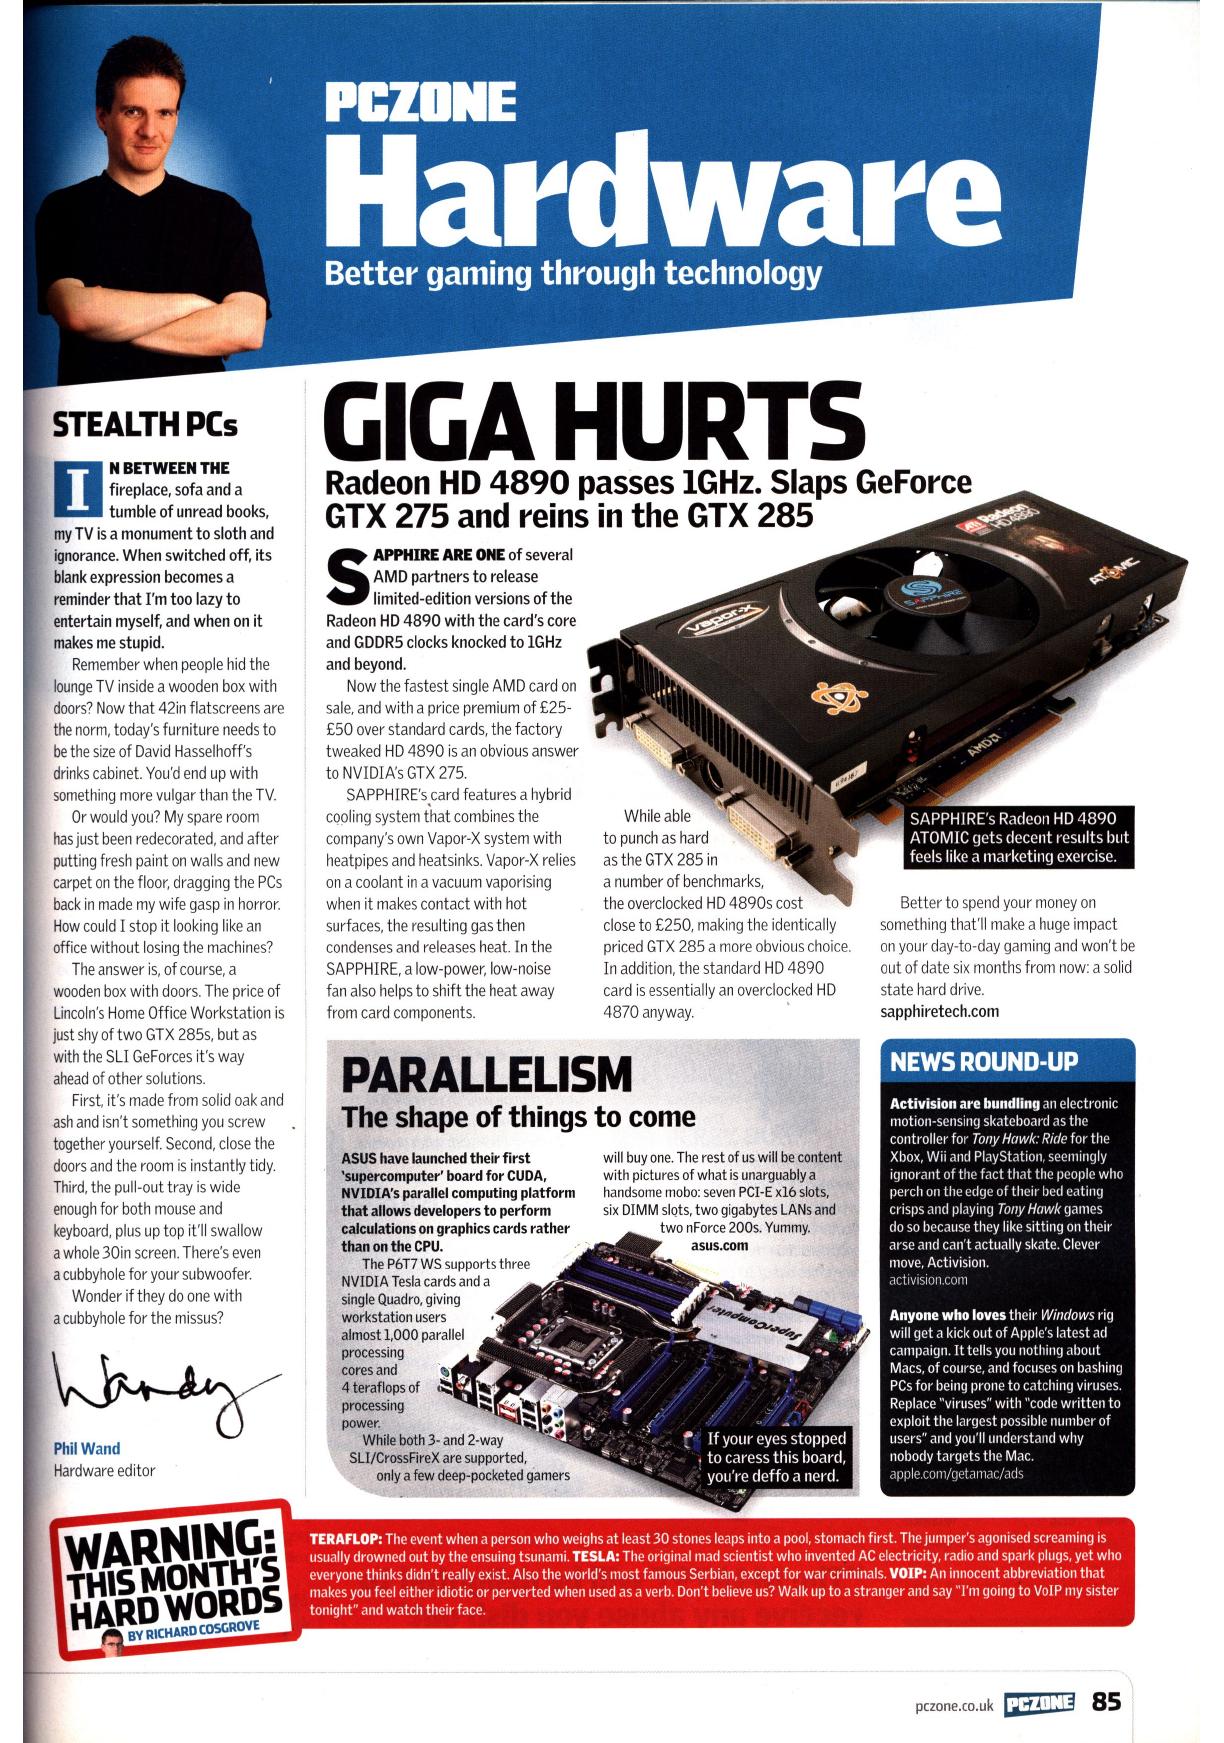 PCZONE
Hardware
Better gaming through technology
STEALTH PCs
IN BETWEEN THE
fireplace, sofa and a
tumble of unread books,
my TV is a monument to sloth and
ignorance. When switched off, its
blank expression becomes a
reminder that I'm too lazy to
entertain myself, and when on it
makes me stupid.
Remember when people hid the
lounge TV inside a wooden box with
doors? Now that 42in flatscreens are
the norm, today's furniture needs to
be the size of David Hasselhoff's
drinks cabinet. You'd end up with
something more vulgar than the TV.
Or would you? My spare room
has just been redecorated, and after
putting fresh paint on walls and new
carpet on the floor, dragging the PCs
back in made my wife gasp in horror.
How could I stop it looking like an
office without losing the machines?
The answer is, of course, a
wooden box with doors. The price of
Lincoln's Home Office Workstation is
just shy of two GTX 285s, but as
with the SLI GeForces it's way
ahead of other solutions.
First, it's made from solid oak and
ash and isn't something you screw
together yourself. Second, close the
doors and the room is instantly tidy.
Third, the pull-out tray is wide
enough for both mouse and
keyboard, plus up top it'll swallow
a whole 30in screen. There's even
a cubbyhole for your subwoofer.
Wonder if they do one with
a cubbyhole for the missus?
Wandy
Phil Wand
Hardware editor
GIGA HURTS
Radeon HD 4890 passes 1GHz. Slaps GeForce
GTX 275 and reins in the GTX 285
SAPPHIRE ARE ONE of several
AMD partners to release
limited-edition versions of the
Radeon HD 4890 with the card's core
and GDDR5 clocks knocked to 1GHz
and beyond.
Now the fastest single AMD card on
sale, and with a price premium of £25-
£50 over standard cards, the factory
tweaked HD 4890 is an obvious answer
to NVIDIA's GTX 275.
SAPPHIRE's card features a hybrid
cooling system that combines the
company's own Vapor-X system with
heatpipes and heatsinks. Vapor-X relies
on a coolant in a vacuum vaporising
when it makes contact with hot
surfaces, the resulting gas then
condenses and releases heat. In the
SAPPHIRE, a low-power, low-noise
fan also helps to shift the heat away
from card components.
While able
to punch as hard
as the GTX 285 in
a number of benchmarks,
the overclocked HD 4890s cost
close to £250, making the identically
priced GTX 285 a more obvious choice.
In addition, the standard HD 4890
card is essentially an overclocked HD
4870 anyway.
ATI Radeon
HD 4890
ATOMIC
SAPPHIRE
Vapor-X
AMD
SAPPHIRE's Radeon HD 4890
ATOMIC gets decent results but
feels like a marketing exercise.
Better to spend your money on
something that'll make a huge impact
on your day-to-day gaming and won't be
out of date six months from now: a solid
state hard drive.
sapphiretech.com
PARALLELISM
The shape of things to come
ASUS have launched their first
'supercomputer' board for CUDA,
NVIDIA's parallel computing platform
that allows developers to perform
calculations on graphics cards rather
than on the CPU.
The P6T7 WS supports three
NVIDIA Tesla cards and a
single Quadro, giving
workstation users
almost 1,000 parallel
processing
cores and
4 teraflops of
processing
power.
While both 3- and 2-way
SLI/CrossFireX are supported,
only a few deep-pocketed gamers
will buy one. The rest of us will be content
with pictures of what is unarguably a
handsome mobo: seven PCI-E x16 slots,
six DIMM slots, two gigabytes LANs and
two nForce 200s. Yummy.
asus.com
SuperComputer
If your eyes stopped
to caress this board,
you're deffo a nerd.
NEWS ROUND-UP
Activision are bundling an electronic
motion-sensing skateboard as the
controller for Tony Hawk: Ride for the
Xbox, Wii and PlayStation, seemingly
ignorant of the fact that the people who
perch on the edge of their bed eating
crisps and playing Tony Hawk games
do so because they like sitting on their
arse and can't actually skate. Clever
move, Activision.
activision.com
Anyone who loves their Windows rig
will get a kick out of Apple's latest ad
campaign. It tells you nothing about
Macs, of course, and focuses on bashing
PCs for being prone to catching viruses.
Replace "viruses" with "code written to
exploit the largest possible number of
users" and you'll understand why
nobody targets the Mac.
apple.com/getamac/ads
WARNING:
THIS MONTH'S
HARD WORDS
BY RICHARD COSGROVE
TERAFLOP: The event when a person who weighs at least 30 stones leaps into a pool, stomach first. The jumper's agonised screaming is
usually drowned out by the ensuing tsunami. TESLA: The original mad scientist who invented AC electricity, radio and spark plugs, yet who
everyone thinks didn't really exist. Also the world's most famous Serbian, except for war criminals. VOIP: An innocent abbreviation that
makes you feel either idiotic or perverted when used as a verb. Don't believe us? Walk up to a stranger and say "I'm going to VoIP my sister
tonight" and watch their face.
pczone.co.uk PCZONE 85